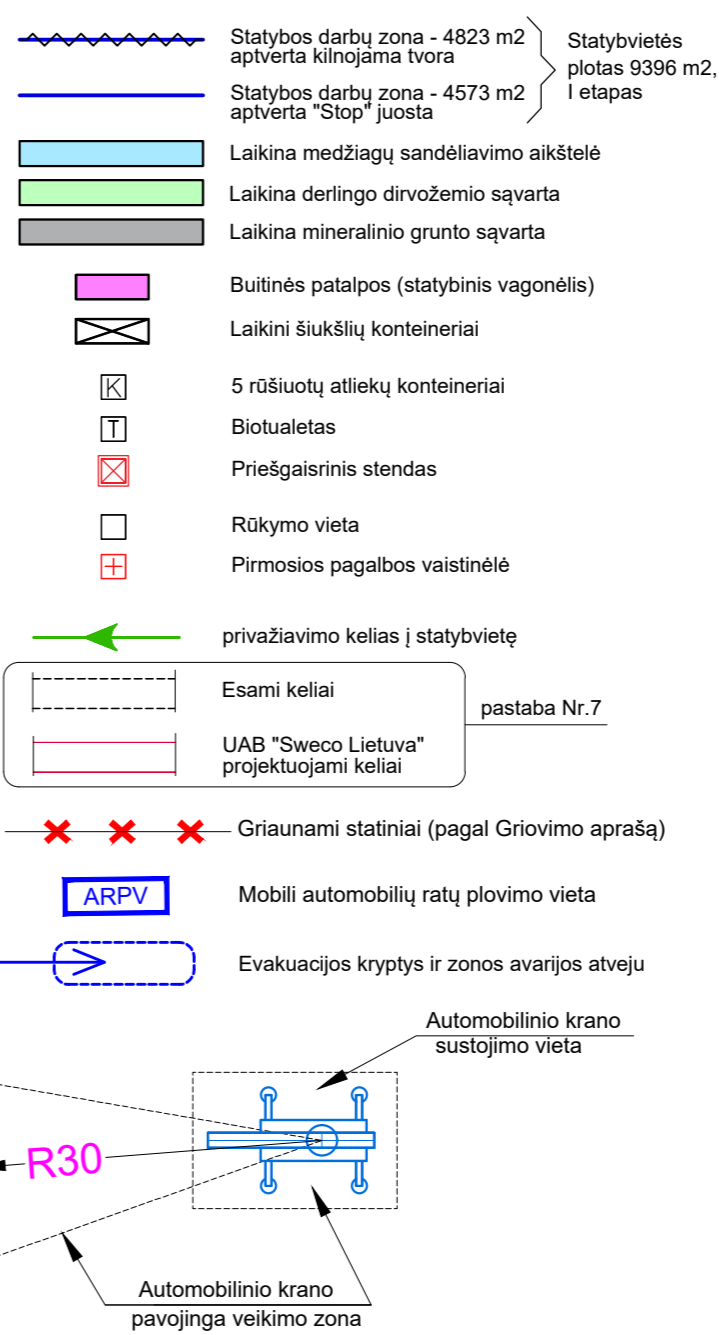 Statybos darbų zona - 4823 m2
aptverta kilnojama tvora
Statybos darbų zona - 4573 m2
aptverta "Stop" juosta
Statybvietės
plotas 9396 m2,
I etapas
Laikina medžiagų sandėliavimo aikštelė
Laikina derlingo dirvožemio sąvarta
Laikina mineralinio grunto sąvarta
Buitinės patalpos (statybinis vagonėlis)
Laikini šiukšlių konteineriai
K
5 rūšiuotų atliekų konteineriai
T
Biotualetas
Priešgaisrinis stendas
Rūkymo vieta
Pirmosios pagalbos vaistinėlė
privažiavimo kelias į statybvietę
Esami keliai
UAB "Sweco Lietuva"
projektuojami keliai
pastaba Nr.7
Griaunami statiniai (pagal Griovimo aprašą)
ARPV
Mobili automobilių ratų plovimo vieta
Evakuacijos kryptys ir zonos avarijos atveju
Automobilinio krano
sustojimo vieta
R30
Automobilinio krano
pavojinga veikimo zona